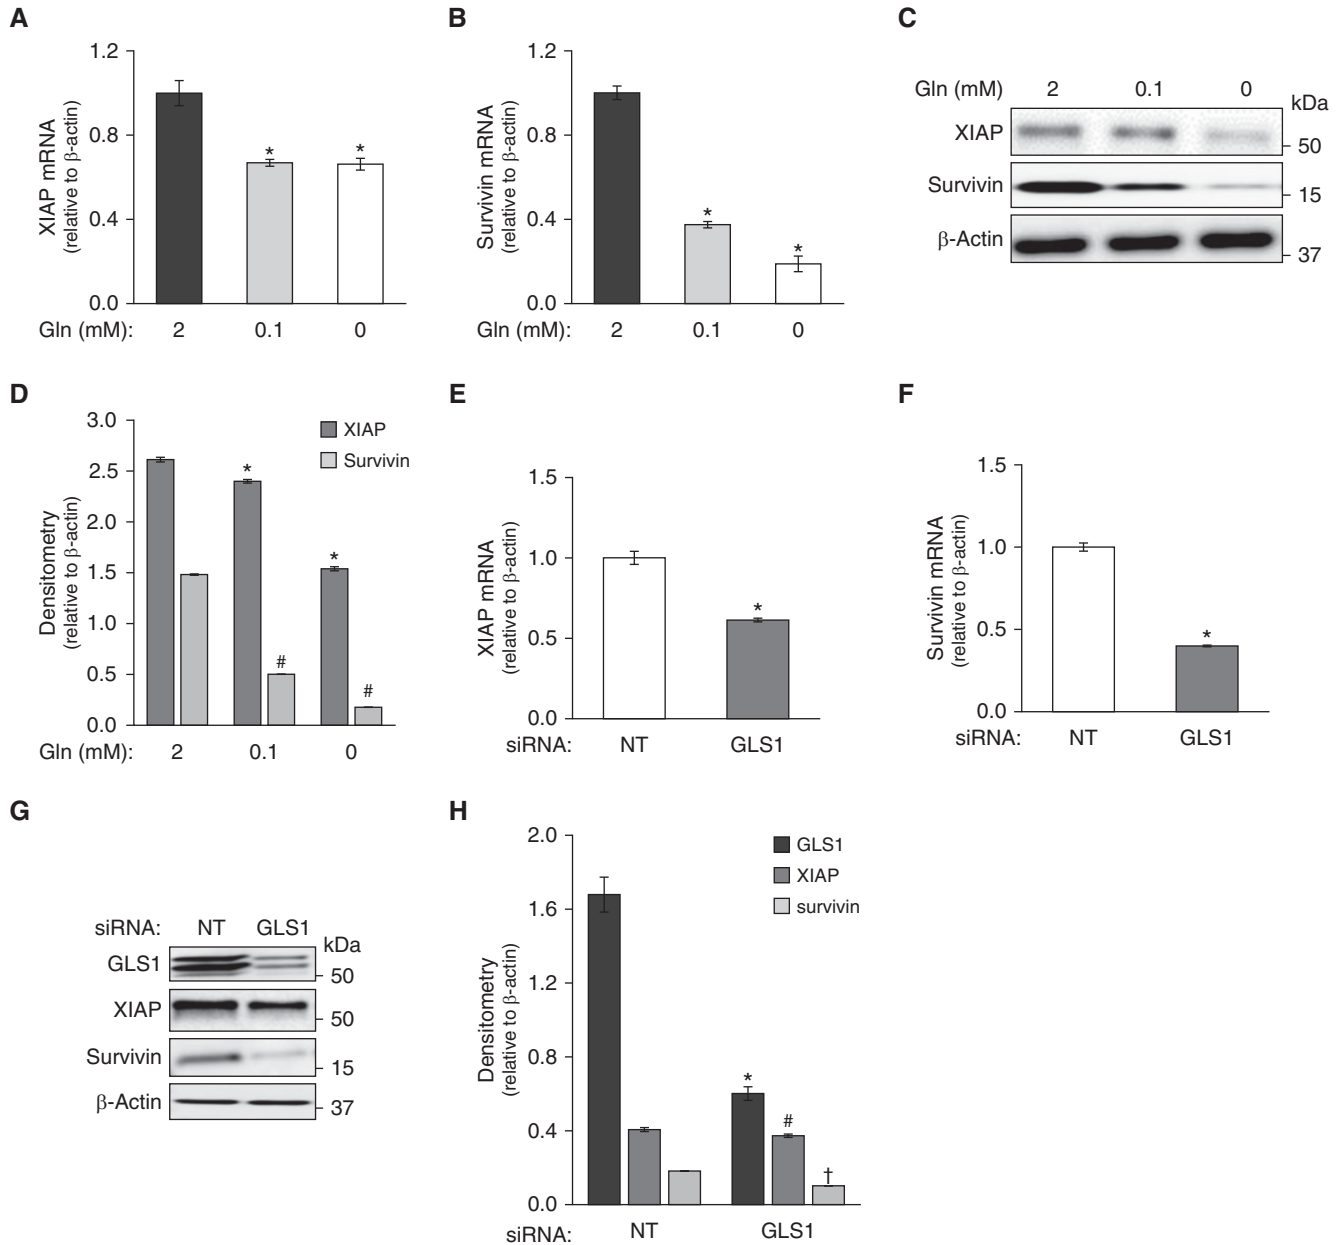 A
1.2
0.8
0.4
0.0
XIAP mRNA
(relative to β-actin)
*
*
Gln (mM): 2 0.1 0
B
1.2
0.8
0.4
0.0
Survivin mRNA
(relative to β-actin)
*
*
Gln (mM): 2 0.1 0
C
Gln (mM) 2 0.1 0
kDa
XIAP
50
Survivin
15
β-Actin
37
D
3.0
2.5
2.0
1.5
1.0
0.5
0.0
Densitometry
(relative to β-actin)
XIAP
Survivin
*
*
#
#
Gln (mM): 2 0.1 0
E
1.5
1.0
0.5
0.0
XIAP mRNA
(relative to β-actin)
*
siRNA: NT GLS1
F
1.5
1.0
0.5
0.0
Survivin mRNA
(relative to β-actin)
*
siRNA: NT GLS1
G
siRNA: NT GLS1
kDa
GLS1
50
XIAP
50
Survivin
15
β-Actin
37
H
2.0
1.6
1.2
0.8
0.4
0.0
Densitometry
(relative to β-actin)
GLS1
XIAP
survivin
*
#
†
siRNA: NT GLS1